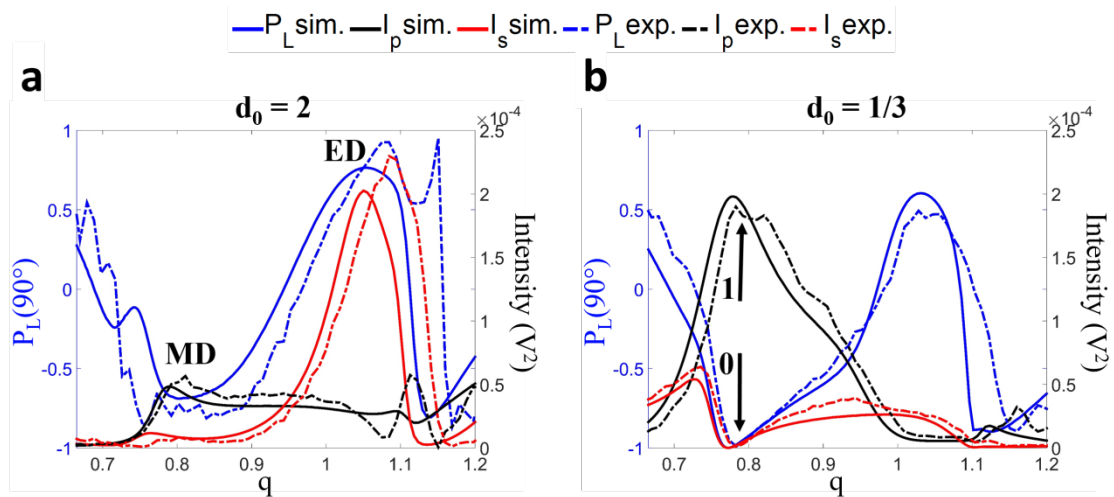 P_L sim. I_p sim. I_s sim. P_L exp. I_p exp. I_s exp.
a
d₀ = 2
×10⁻⁴
1
0.5
0
-0.5
-1
P_L(90°)
ED
MD
2.5
2
1.5
1
0.5
0
Intensity (V²)
0.7 0.8 0.9 1 1.1 1.2
q
b
d₀ = 1/3
×10⁻⁴
1
0.5
0
-0.5
-1
P_L(90°)
1
0
2.5
2
1.5
1
0.5
0
Intensity (V²)
0.7 0.8 0.9 1 1.1 1.2
q